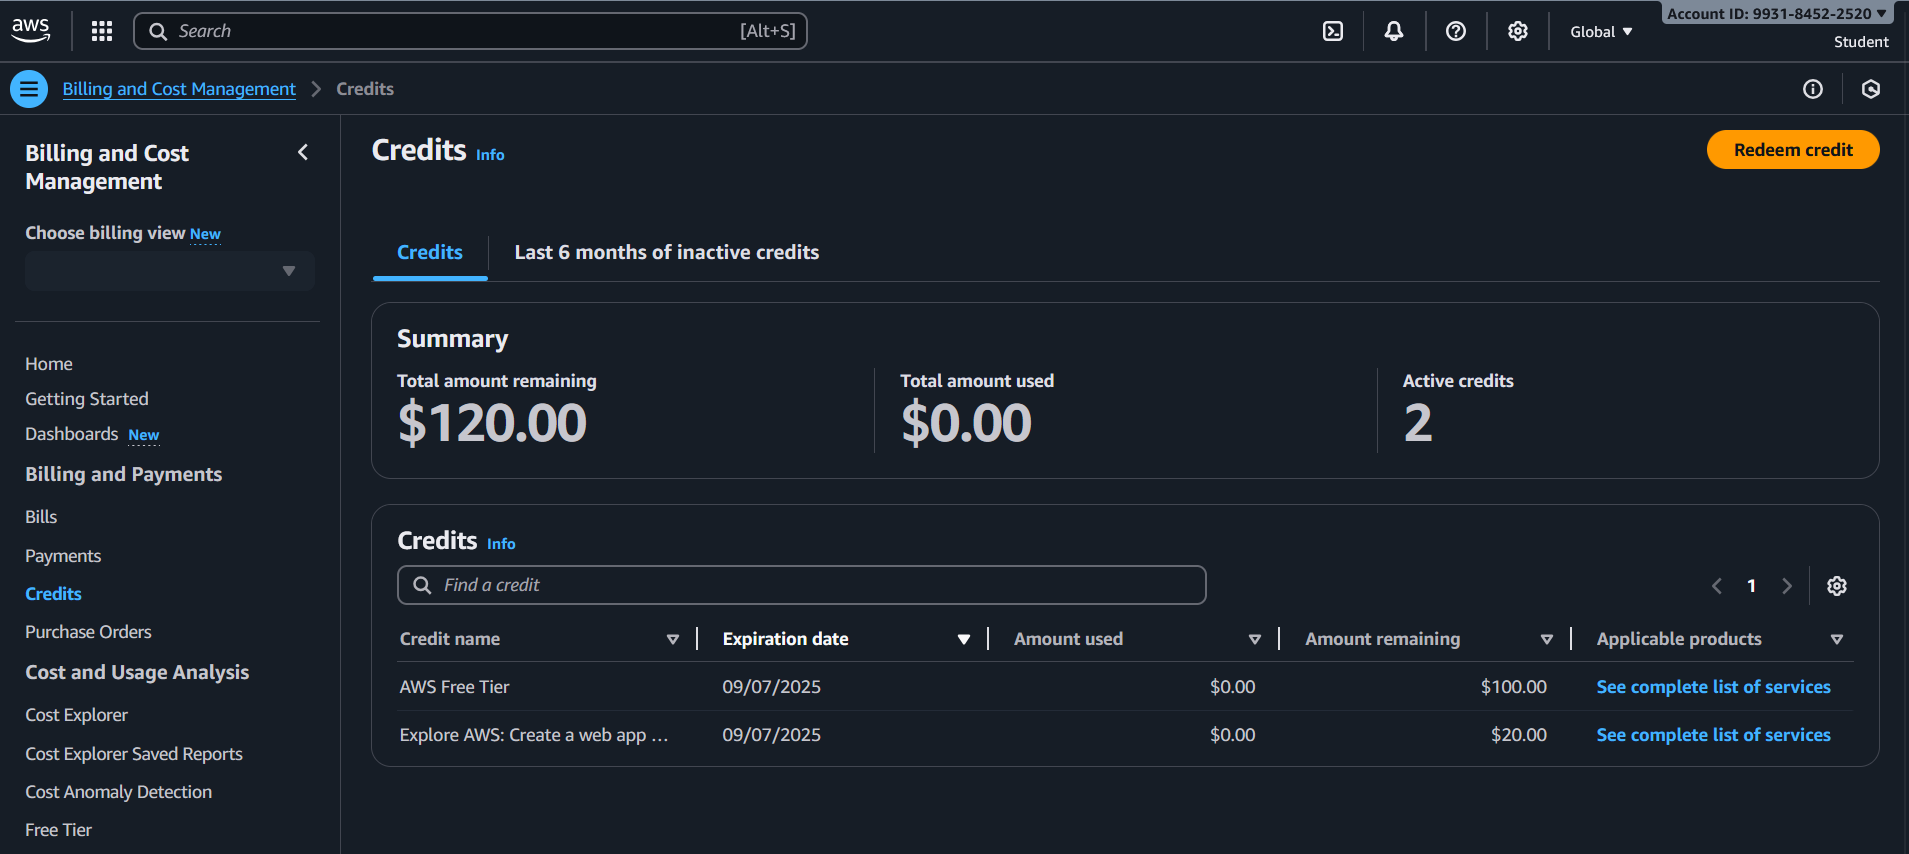 aws
Search [Alt+S]
Global
Account ID: 9931-8452-2520
Student
Billing and Cost Management
Credits
Billing and Cost
Management
Choose billing view New
Home
Getting Started
Dashboards New
Billing and Payments
Bills
Payments
Credits
Purchase Orders
Cost and Usage Analysis
Cost Explorer
Cost Explorer Saved Reports
Cost Anomaly Detection
Free Tier
Credits Info
Redeem credit
Credits
Last 6 months of inactive credits
Summary
Total amount remaining
$120.00
Total amount used
$0.00
Active credits
2
Credits Info
Find a credit
1
Credit name Expiration date Amount used Amount remaining Applicable products
AWS Free Tier 09/07/2025 $0.00 $100.00 See complete list of services
Explore AWS: Create a web app … 09/07/2025 $0.00 $20.00 See complete list of services